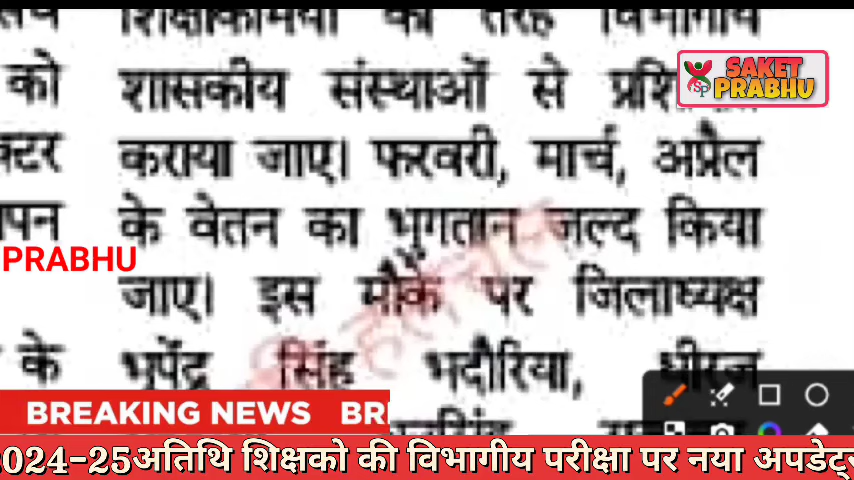 शिक्षाकर्मियों की तरह विभागीय
को शासकीय संस्थाओं से
SAKET
PRABHU
कराया जाए। फरवरी, मार्च, अप्रैल
के वेतन का भुगतान जल्द किया
PRABHU
जाए। इस मौके पर जिलाध्यक्ष
के भूपेंद्र सिंह भदौरिया, धीरज
BREAKING NEWS
2024-25अतिथि शिक्षको की विभागीय परीक्षा पर नया अपडेट्स